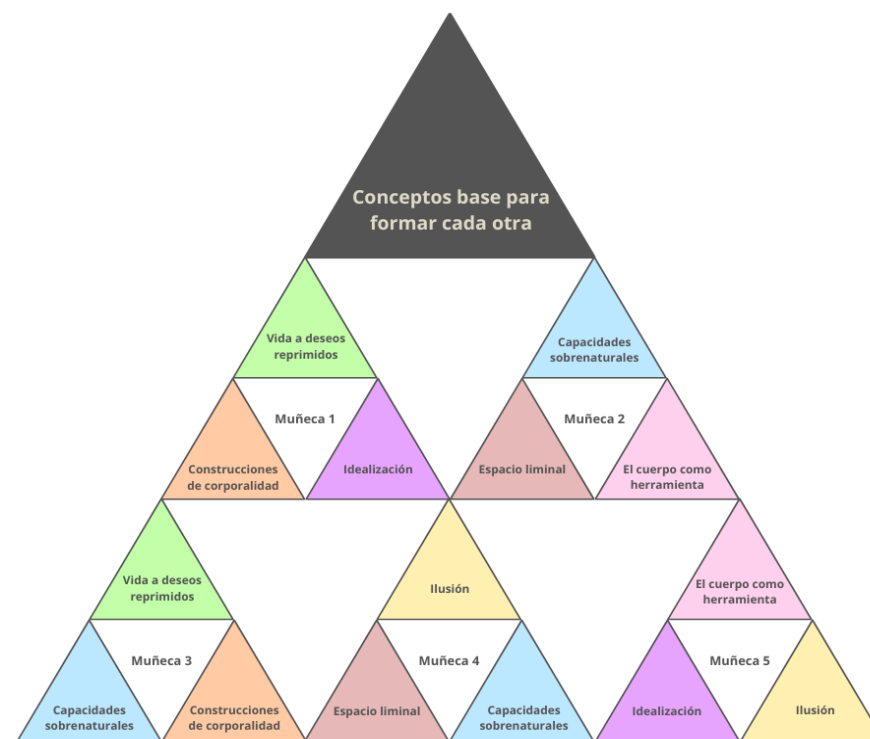 Conceptos base para
formar cada otra
Vida a deseos
reprimidos
Capacidades
sobrenaturales
Muñeca 1
Muñeca 2
Construcciones
de corporalidad
Idealización
Espacio liminal
El cuerpo como
herramienta
Vida a deseos
reprimidos
Ilusión
El cuerpo como
herramienta
Muñeca 3
Muñeca 4
Muñeca 5
Capacidades
sobrenaturales
Construcciones
de corporalidad
Espacio liminal
Capacidades
sobrenaturales
Idealización
Ilusión